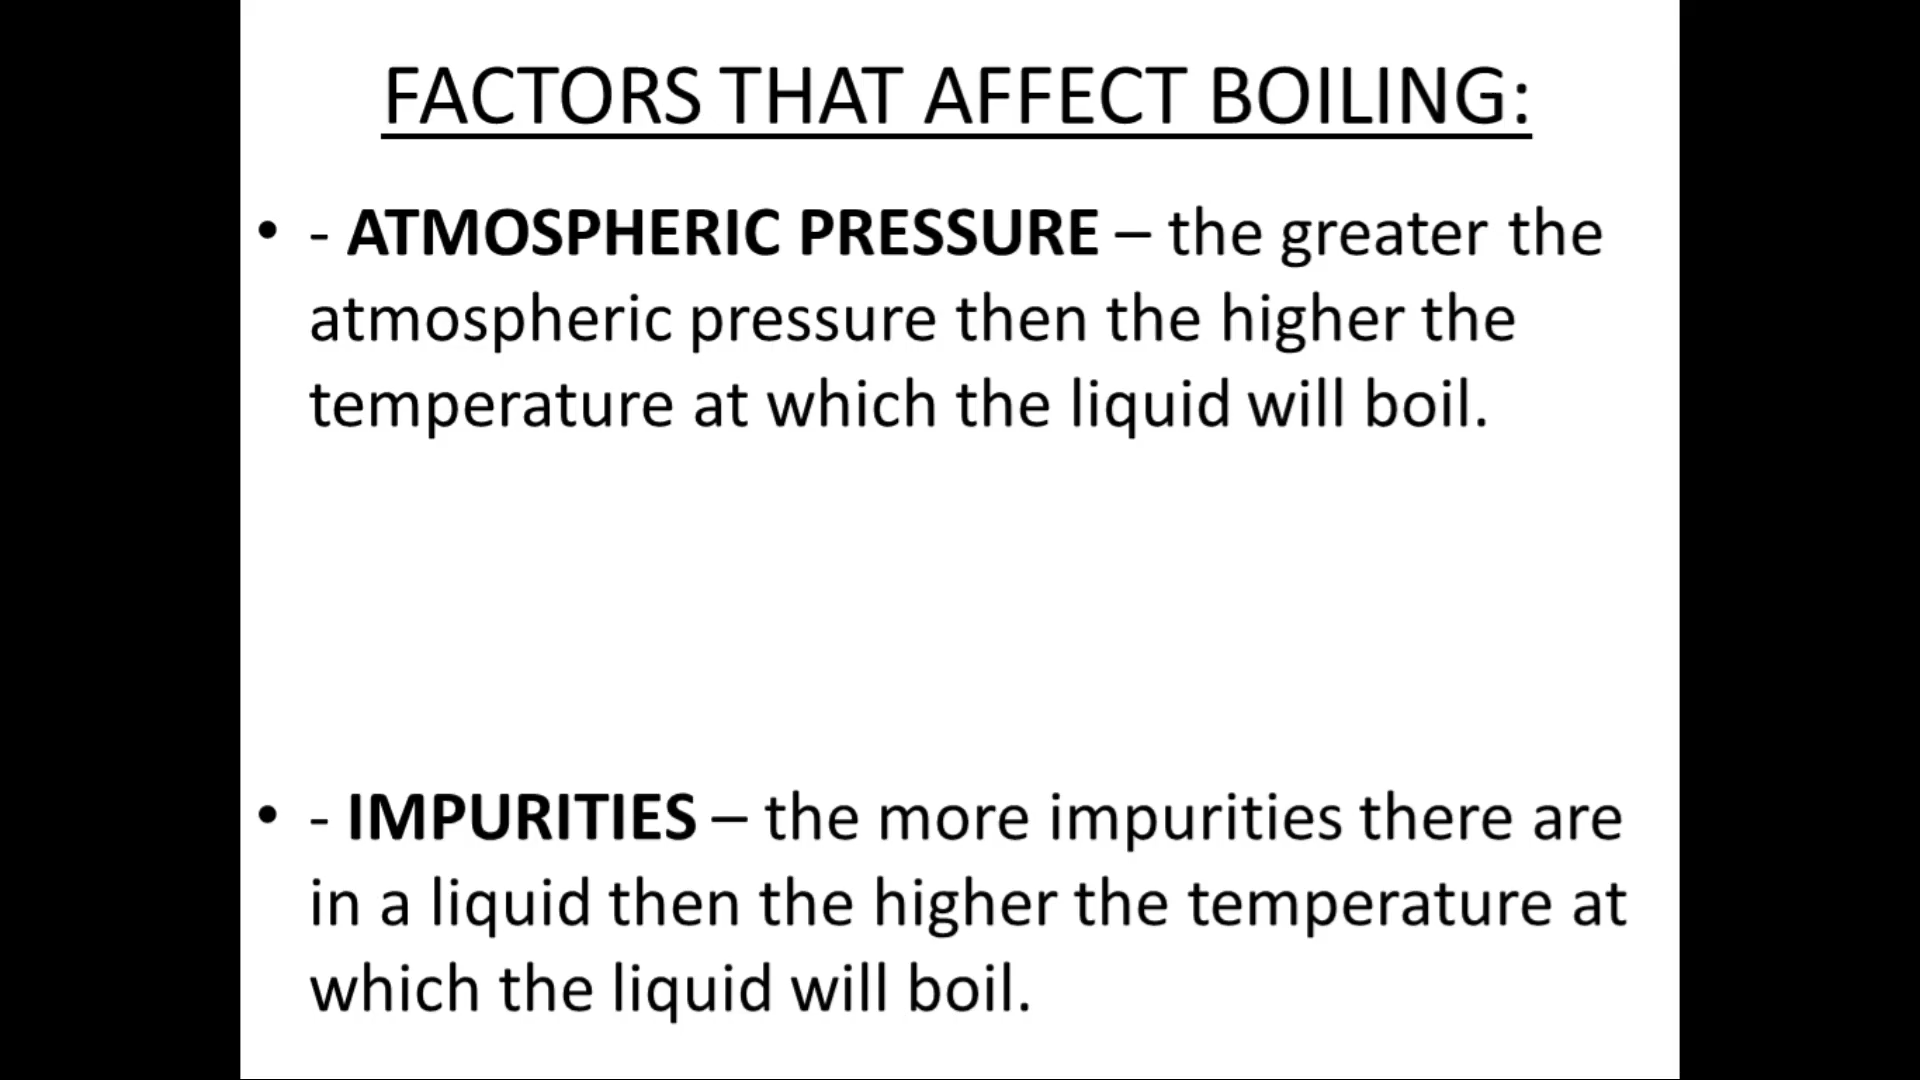 FACTORS THAT AFFECT BOILING:
• - ATMOSPHERIC PRESSURE – the greater the
atmospheric pressure then the higher the
temperature at which the liquid will boil.
• - IMPURITIES – the more impurities there are
in a liquid then the higher the temperature at
which the liquid will boil.